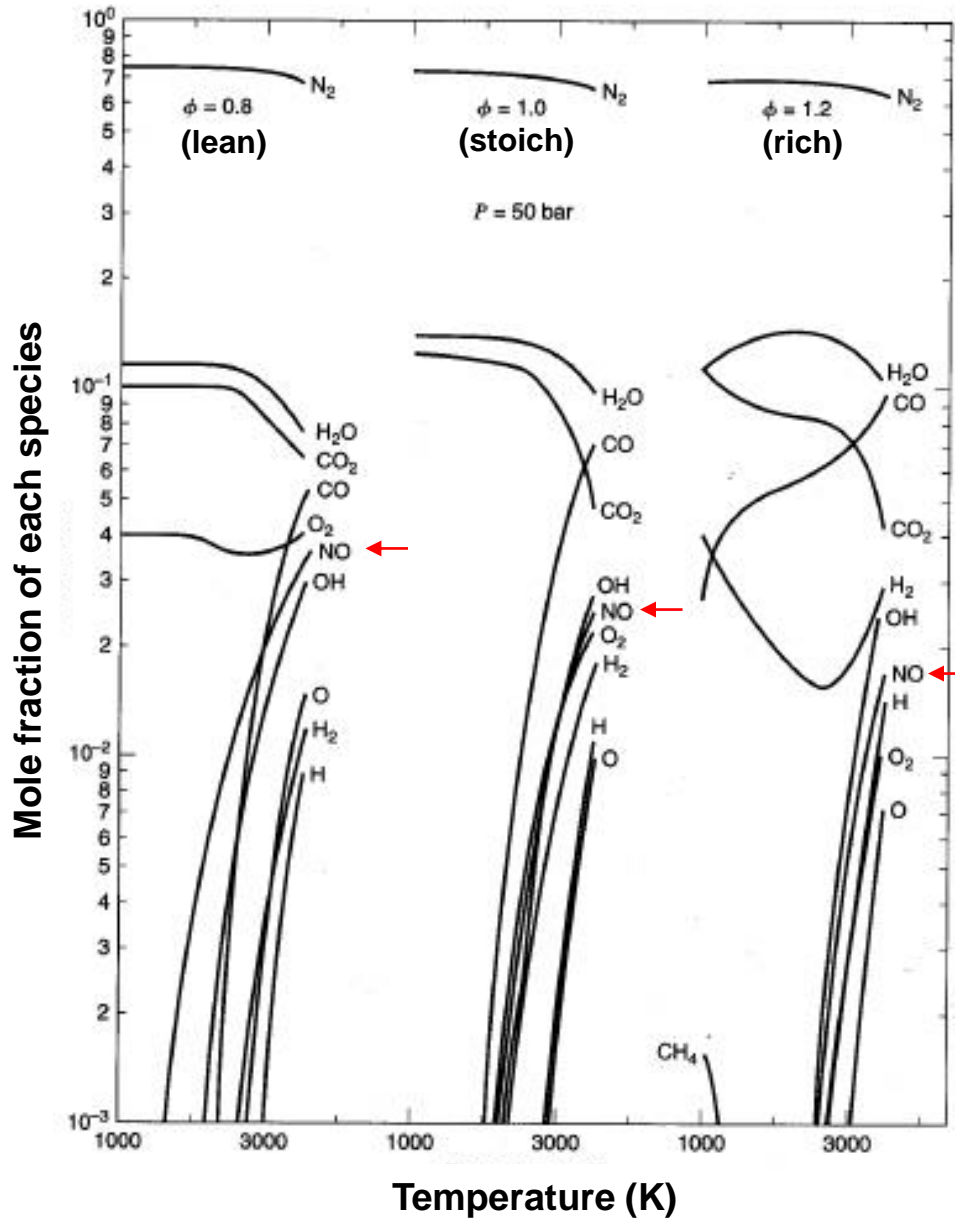 Mole fraction of each species
10⁰
9
8
7
6
5
4
3
2
10⁻¹
9
8
7
6
5
4
3
2
10⁻²
9
8
7
6
5
4
3
2
10⁻³
N₂
ϕ = 0.8
(lean)
H₂O
CO₂
CO
O₂
NO
OH
O
H₂
H
N₂
ϕ = 1.0
(stoich)
P = 50 bar
H₂O
CO
CO₂
OH
NO
O₂
H₂
H
O
N₂
ϕ = 1.2
(rich)
H₂O
CO
CO₂
H₂
OH
NO
H
O₂
O
CH₄
1000 3000 1000 3000 1000 3000
Temperature (K)